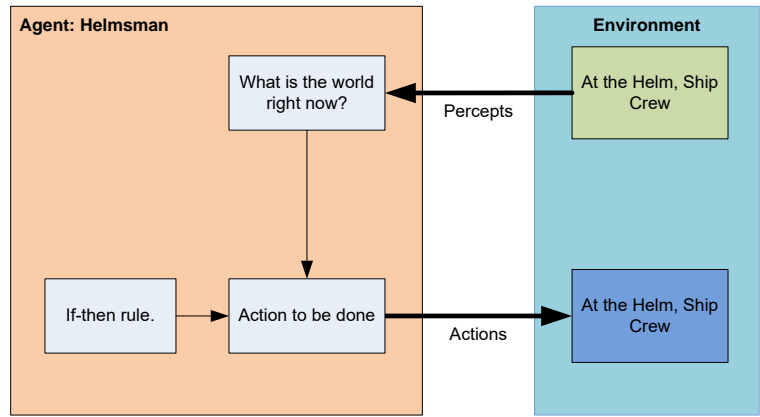 Agent: Helmsman
Environment
What is the world
right now?
At the Helm, Ship
Crew
Percepts
If-then rule.
Action to be done
At the Helm, Ship
Crew
Actions